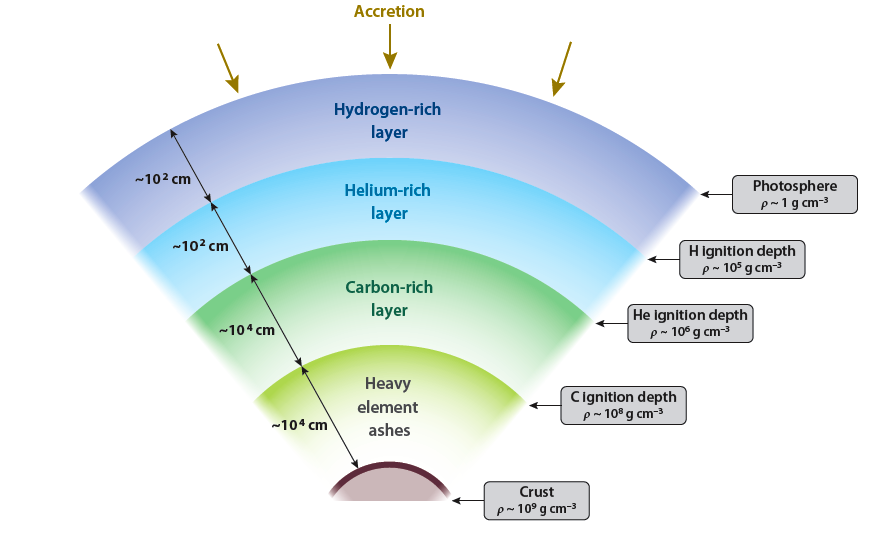 Accretion
Hydrogen-rich
layer
~10² cm
Photosphere
ρ ~ 1 g cm⁻³
Helium-rich
layer
~10² cm
H ignition depth
ρ ~ 10⁵ g cm⁻³
Carbon-rich
layer
~10⁴ cm
He ignition depth
ρ ~ 10⁶ g cm⁻³
Heavy
element
ashes
~10⁴ cm
C ignition depth
ρ ~ 10⁸ g cm⁻³
Crust
ρ ~ 10⁹ g cm⁻³